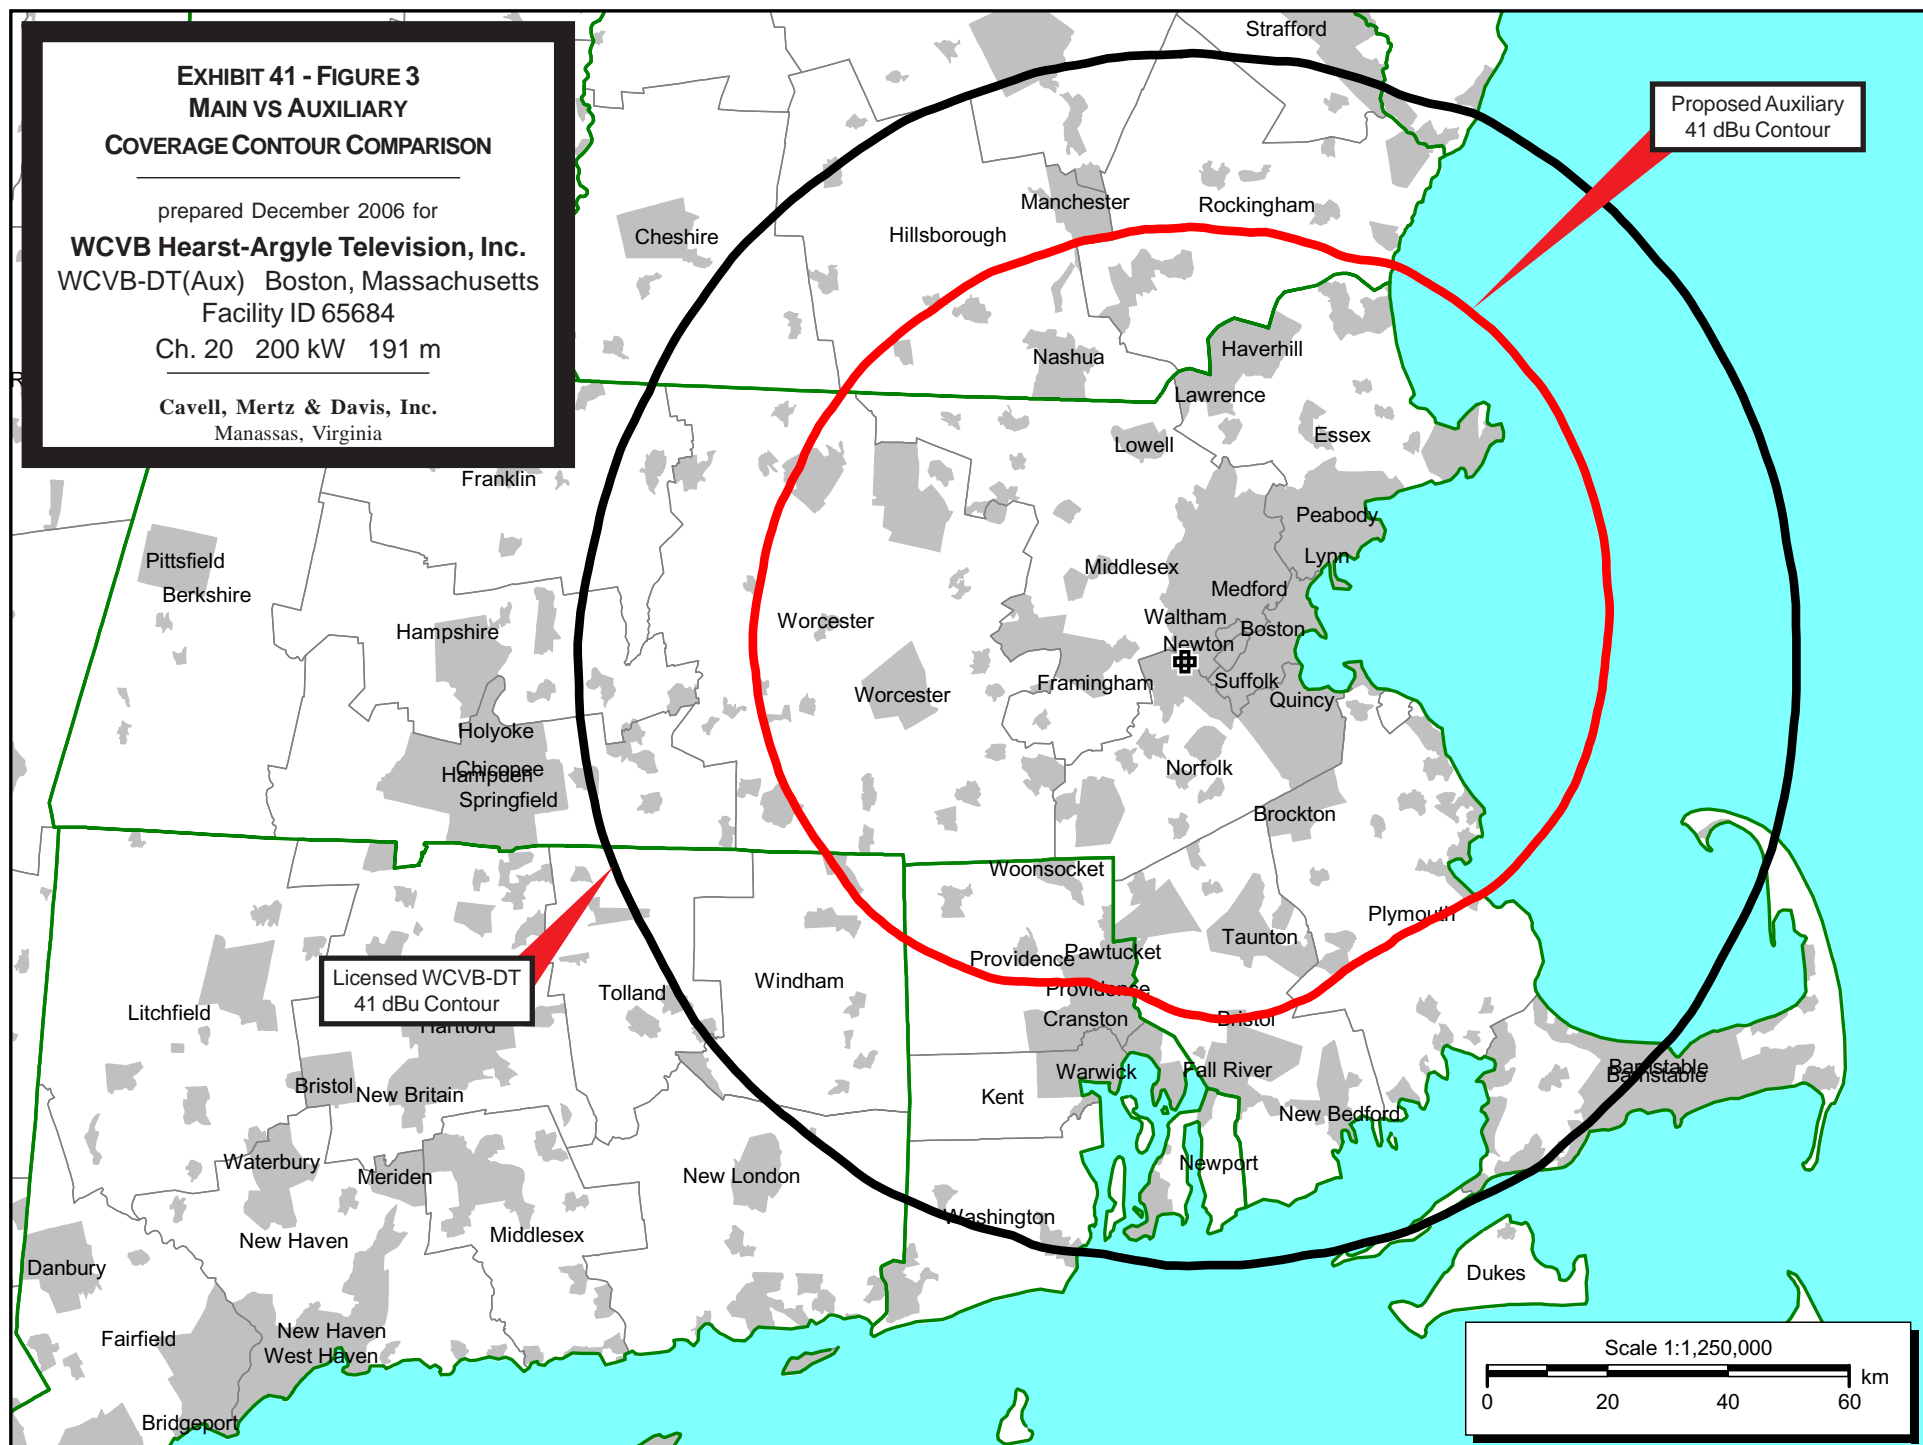 EXHIBIT 41 - FIGURE 3
MAIN VS AUXILIARY
COVERAGE CONTOUR COMPARISON
prepared December 2006 for
WCVB Hearst-Argyle Television, Inc.
WCVB-DT(Aux) Boston, Massachusetts
Facility ID 65684
Ch. 20 200 kW 191 m
Cavell, Mertz & Davis, Inc.
Manassas, Virginia
Strafford
Proposed Auxiliary
41 dBu Contour
Manchester
Rockingham
Cheshire
Hillsborough
Nashua
Haverhill
R
Lawrence
Essex
Lowell
Franklin
Peabody
Lynn
Pittsfield
Middlesex
Berkshire
Medford
Waltham
Worcester
Boston
Hampshire
Newton
Framingham
Suffolk
Worcester
Quincy
Holyoke
Chicopee
Hampden
Norfolk
Springfield
Brockton
Woonsocket
Plymouth
Taunton
Pawtucket
Providence
Licensed WCVB-DT
41 dBu Contour
Windham
Tolland
Providence
Litchfield
Cranston
Bristol
Hartford
Barnstable
Barnstable
Fall River
Warwick
Bristol
New Britain
Kent
New Bedford
Waterbury
Newport
Meriden
New London
Washington
Middlesex
New Haven
Danbury
Dukes
New Haven
Fairfield
West Haven
Bridgeport
Scale 1:1,250,000
km
0 20 40 60